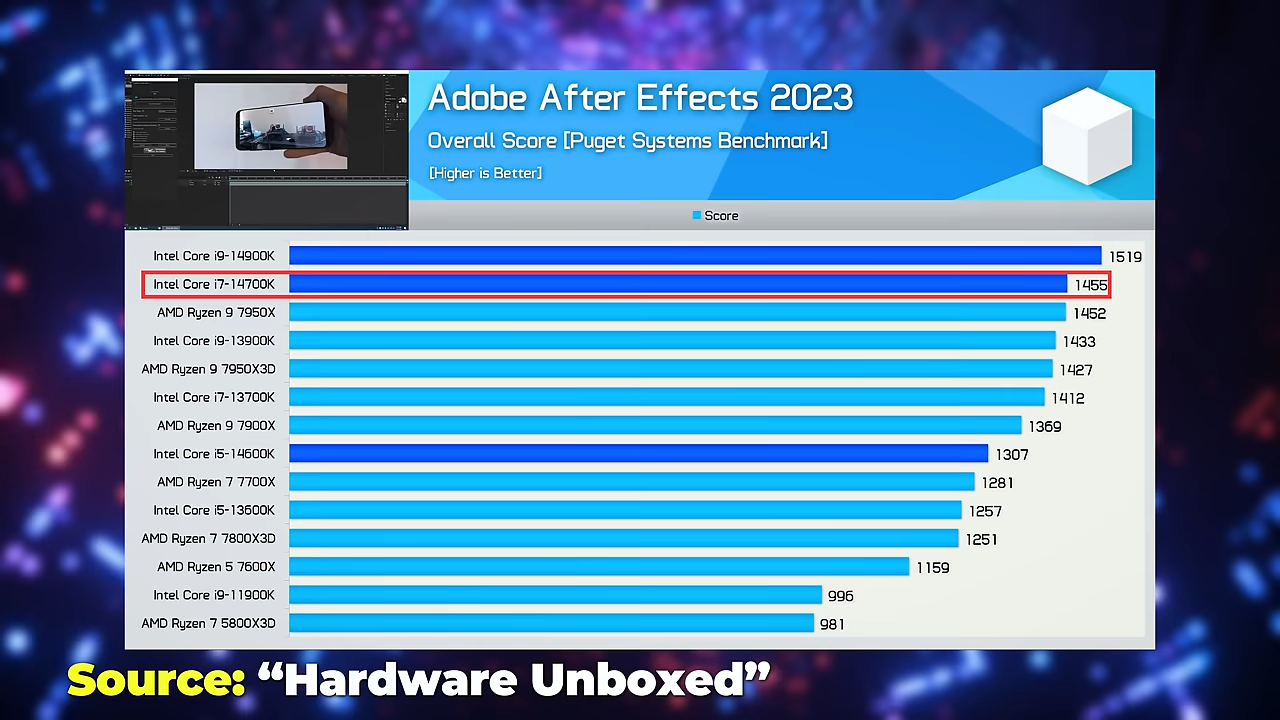 Adobe After Effects 2023
Overall Score [Puget Systems Benchmark]
[Higher is Better]
Score
Intel Core i9-14900K 1519
Intel Core i7-14700K 1455
AMD Ryzen 9 7950X 1452
Intel Core i9-13900K 1433
AMD Ryzen 9 7950X3D 1427
Intel Core i7-13700K 1412
AMD Ryzen 9 7900X 1369
Intel Core i5-14600K 1307
AMD Ryzen 7 7700X 1281
Intel Core i5-13600K 1257
AMD Ryzen 7 7800X3D 1251
AMD Ryzen 5 7600X 1159
Intel Core i9-11900K 996
AMD Ryzen 7 5800X3D 981
Source: “Hardware Unboxed”